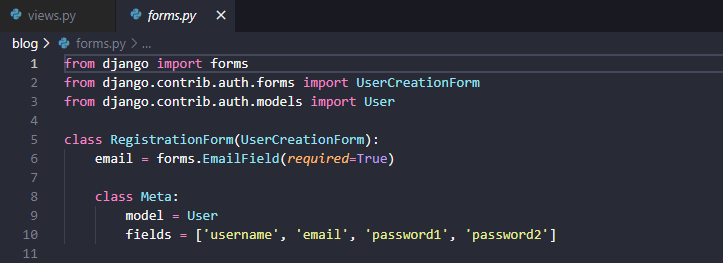 views.py forms.py ×
blog > forms.py > ...
1 from django import forms
2 from django.contrib.auth.forms import UserCreationForm
3 from django.contrib.auth.models import User
4
5 class RegistrationForm(UserCreationForm):
6     email = forms.EmailField(required=True)
7
8     class Meta:
9         model = User
10         fields = ['username', 'email', 'password1', 'password2']
11